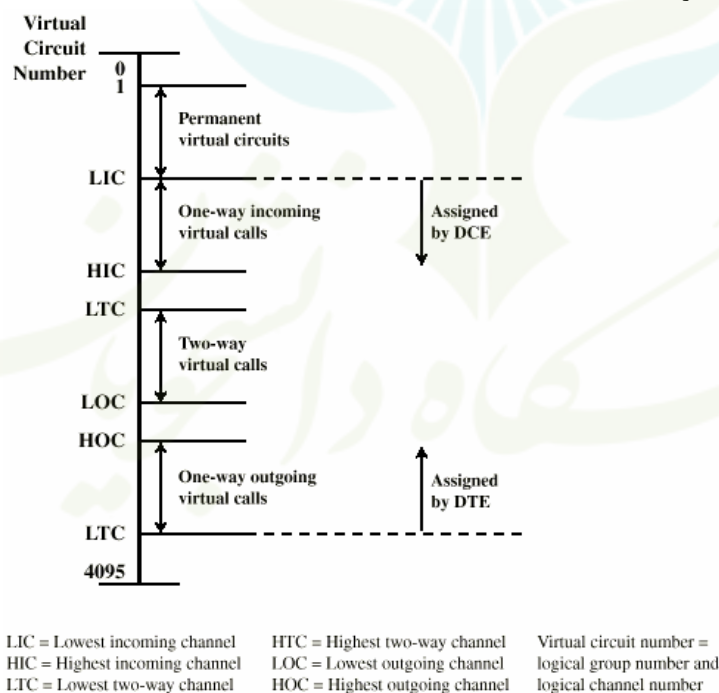 Virtual
Circuit
Number
0
1
Permanent
virtual circuits
LIC
One-way incoming
virtual calls
Assigned
by DCE
HIC
LTC
Two-way
virtual calls
LOC
HOC
One-way outgoing
virtual calls
Assigned
by DTE
LTC
4095
LIC = Lowest incoming channel
HIC = Highest incoming channel
LTC = Lowest two-way channel
HTC = Highest two-way channel
LOC = Lowest outgoing channel
HOC = Highest outgoing channel
Virtual circuit number =
logical group number and
logical channel number